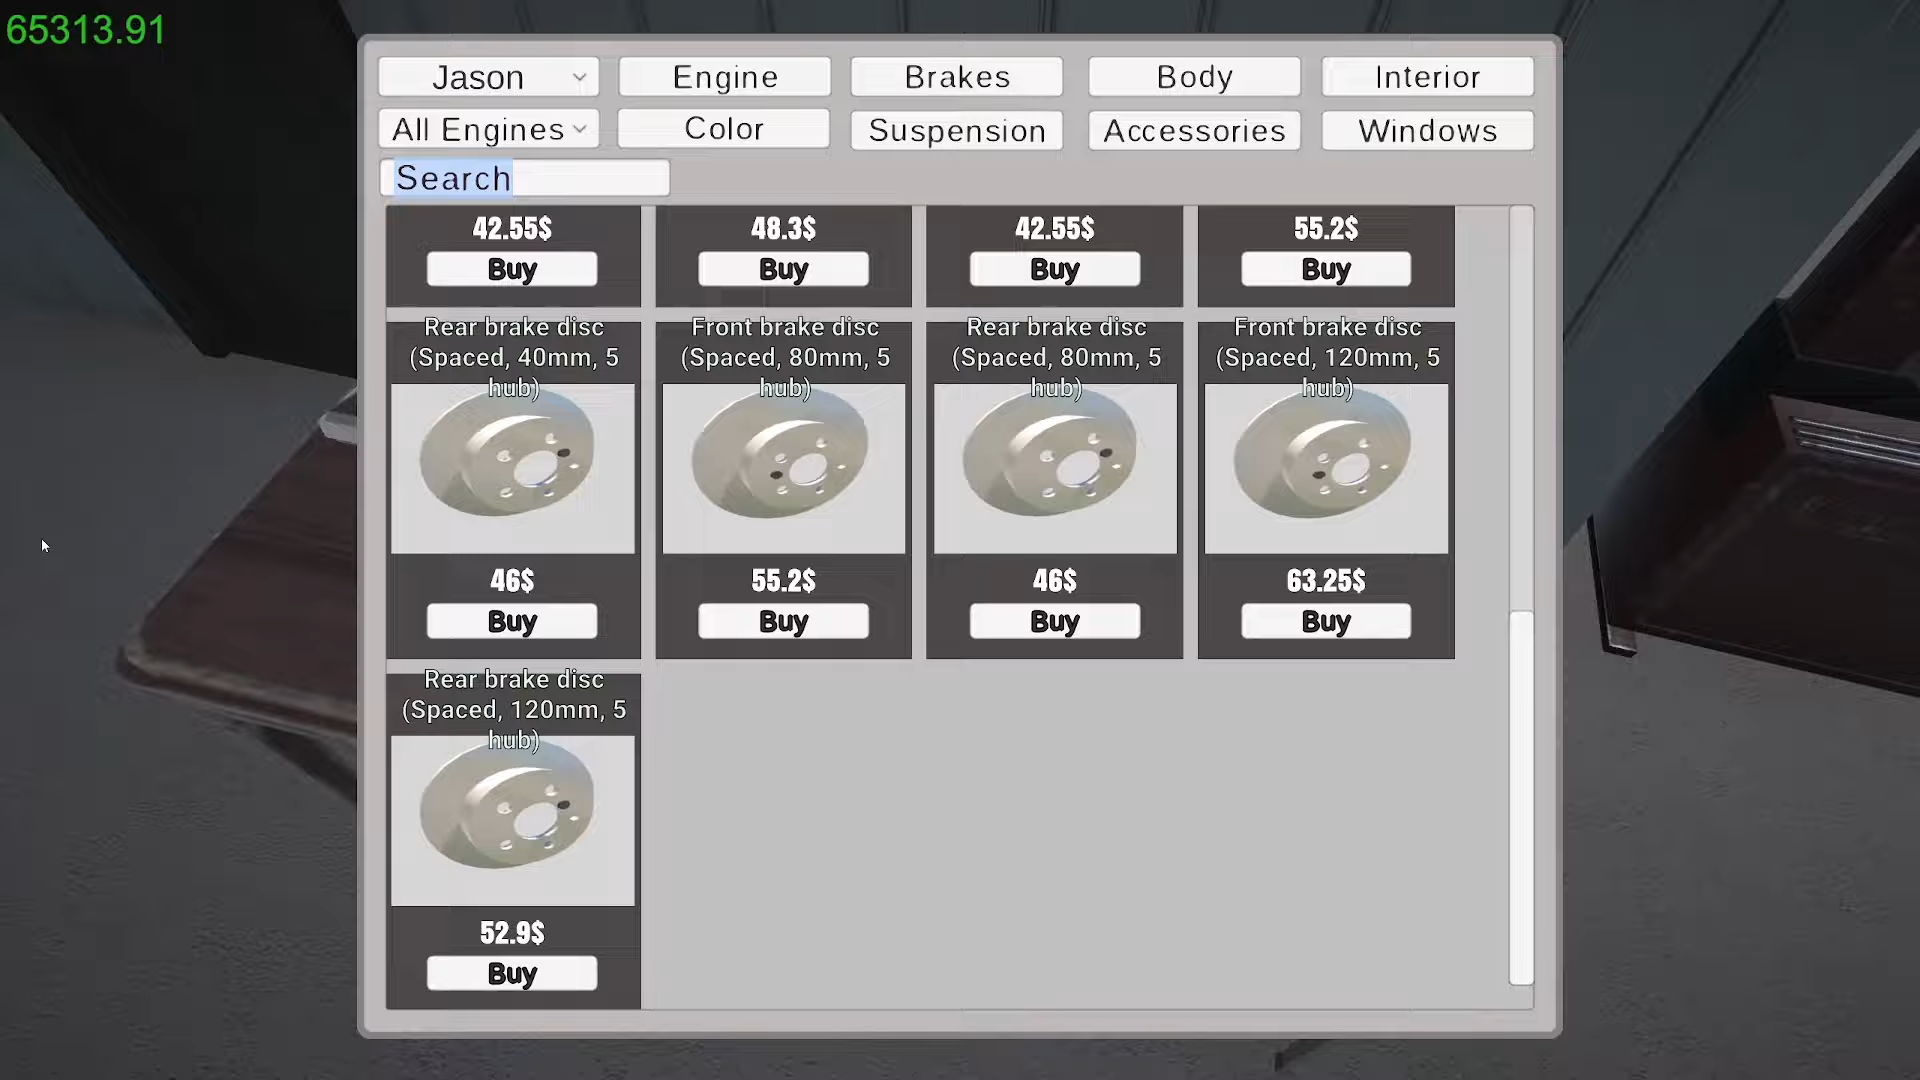 65313.91
Jason
Engine
Brakes
Body
Interior
All Engines
Color
Suspension
Accessories
Windows
Search
42.55$
48.3$
42.55$
55.2$
Buy
Buy
Buy
Buy
Rear brake disc
(Spaced, 40mm, 5
hub)
Front brake disc
(Spaced, 80mm, 5
hub)
Rear brake disc
(Spaced, 80mm, 5
hub)
Front brake disc
(Spaced, 120mm, 5
hub)
46$
55.2$
46$
63.25$
Buy
Buy
Buy
Buy
Rear brake disc
(Spaced, 120mm, 5
hub)
52.9$
Buy